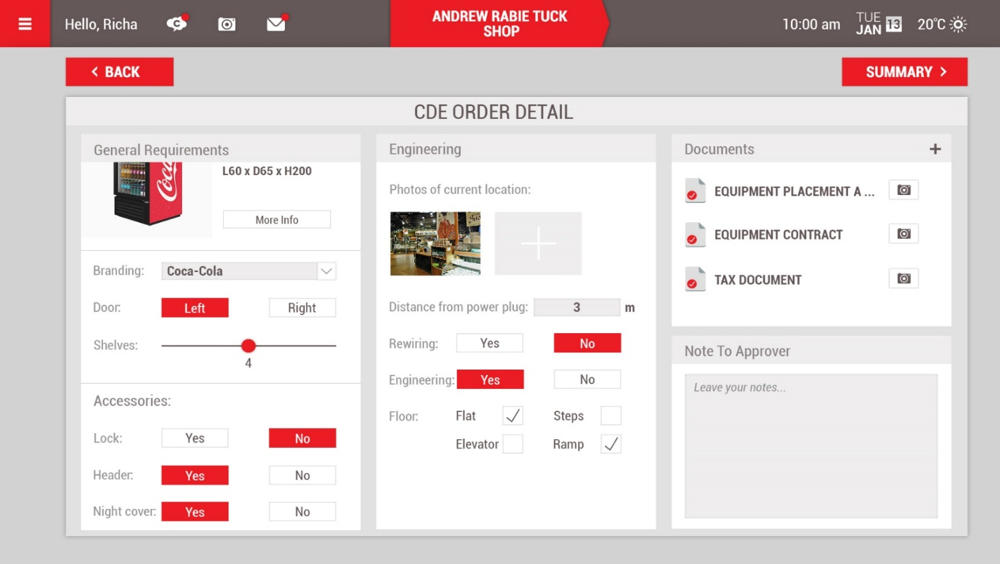 Hello, Richa
ANDREW RABIE TUCK
SHOP
10:00 am
TUE
JAN 13
20°C
< BACK
SUMMARY >
CDE ORDER DETAIL
General Requirements
Coca
L60 x D65 x H200
More Info
Branding:
Coca-Cola
Door:
Left
Right
Shelves:
4
Accessories:
Lock:
Yes
No
Header:
Yes
No
Night cover:
Yes
No
Engineering
Photos of current location:
Distance from power plug:
3
m
Rewiring:
Yes
No
Engineering:
Yes
No
Floor:
Flat
Steps
Elevator
Ramp
Documents
+
EQUIPMENT PLACEMENT A ...
EQUIPMENT CONTRACT
TAX DOCUMENT
Note To Approver
Leave your notes...